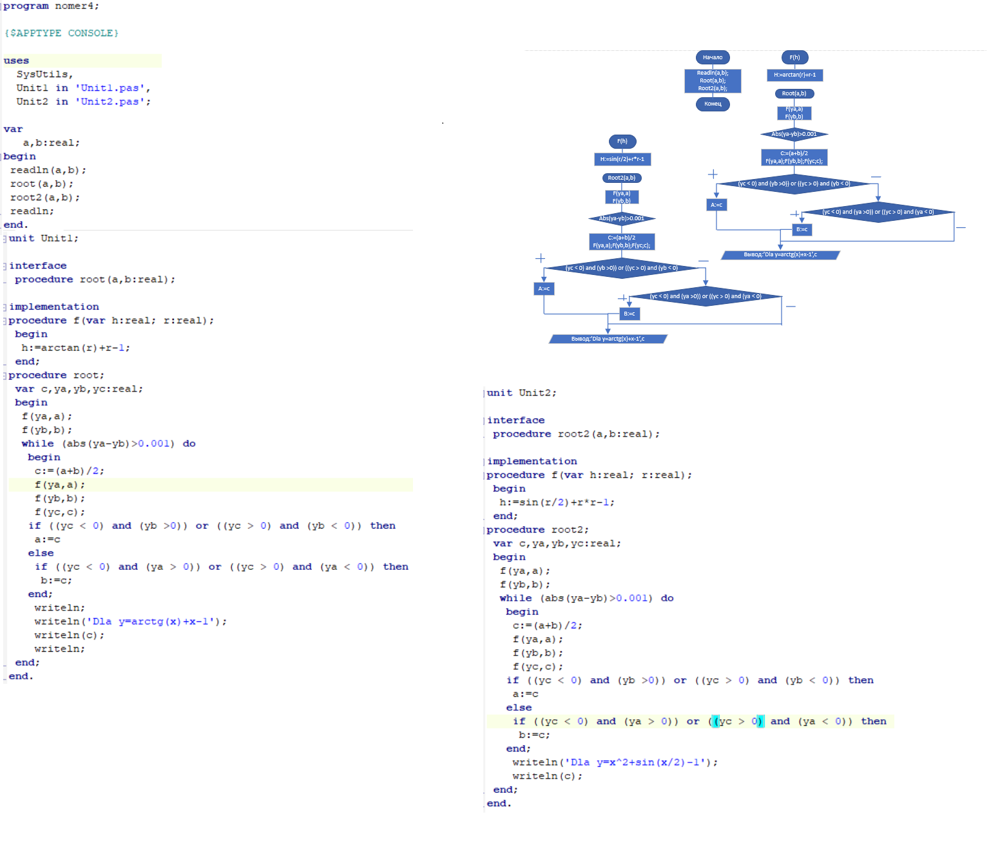 program nomer4;
{$APPTYPE CONSOLE}
uses
SysUtils,
Unit1 in 'Unit1.pas',
Unit2 in 'Unit2.pas';
var
a,b:real;
begin
readln(a,b);
root(a,b);
root2(a,b);
readln;
end.
unit Unit1;
interface
procedure root(a,b:real);
implementation
procedure f(var h:real; r:real);
begin
h:=arctan(r)+r-1;
end;
procedure root;
var c,ya,yb,yc:real;
begin
f(ya,a);
f(yb,b);
while (abs(ya-yb)>0.001) do
begin
c:=(a+b)/2;
f(ya,a);
f(yb,b);
f(yc,c);
if ((yc < 0) and (yb >0)) or ((yc > 0) and (yb < 0)) then
a:=c
else
if ((yc < 0) and (ya > 0)) or ((yc > 0) and (ya < 0)) then
b:=c;
end;
writeln;
writeln('Dla y=arctg(x)+x-1');
writeln(c);
writeln;
end;
end.
Начало
Readln(a,b);
Root(a,b);
Root2(a,b);
Конец
F(h)
H:=arctan(r)+r-1
Root(a,b)
F(ya,a)
F(yb,b)
Abs(ya-yb)>0.001
C:=(a+b)/2
F(ya,a);F(yb,b);F(yc;c);
(yc < 0) and (yb >0)) or ((yc > 0) and (yb < 0)
+
—
A:=c
(yc < 0) and (ya >0)) or ((yc > 0) and (ya < 0)
+
—
B:=c
Вывод:'Dla y=arctg(x)+x-1',c
F(h)
H:=sin(r/2)+r*r-1
Root2(a,b)
F(ya,a)
F(yb,b)
Abs(ya-yb)>0.001
C:=(a+b)/2
F(ya,a);F(yb,b);F(yc;c);
(yc < 0) and (yb >0)) or ((yc > 0) and (yb < 0)
+
—
A:=c
(yc < 0) and (ya >0)) or ((yc > 0) and (ya < 0)
+
—
B:=c
Вывод:'Dla y=arctg(x)+x-1',c
unit Unit2;
interface
procedure root2(a,b:real);
implementation
procedure f(var h:real; r:real);
begin
h:=sin(r/2)+r*r-1;
end;
procedure root2;
var c,ya,yb,yc:real;
begin
f(ya,a);
f(yb,b);
while (abs(ya-yb)>0.001) do
begin
c:=(a+b)/2;
f(ya,a);
f(yb,b);
f(yc,c);
if ((yc < 0) and (yb >0)) or ((yc > 0) and (yb < 0)) then
a:=c
else
if ((yc < 0) and (ya > 0)) or ((yc > 0) and (ya < 0)) then
b:=c;
end;
writeln('Dla y=x^2+sin(x/2)-1');
writeln(c);
end;
end.